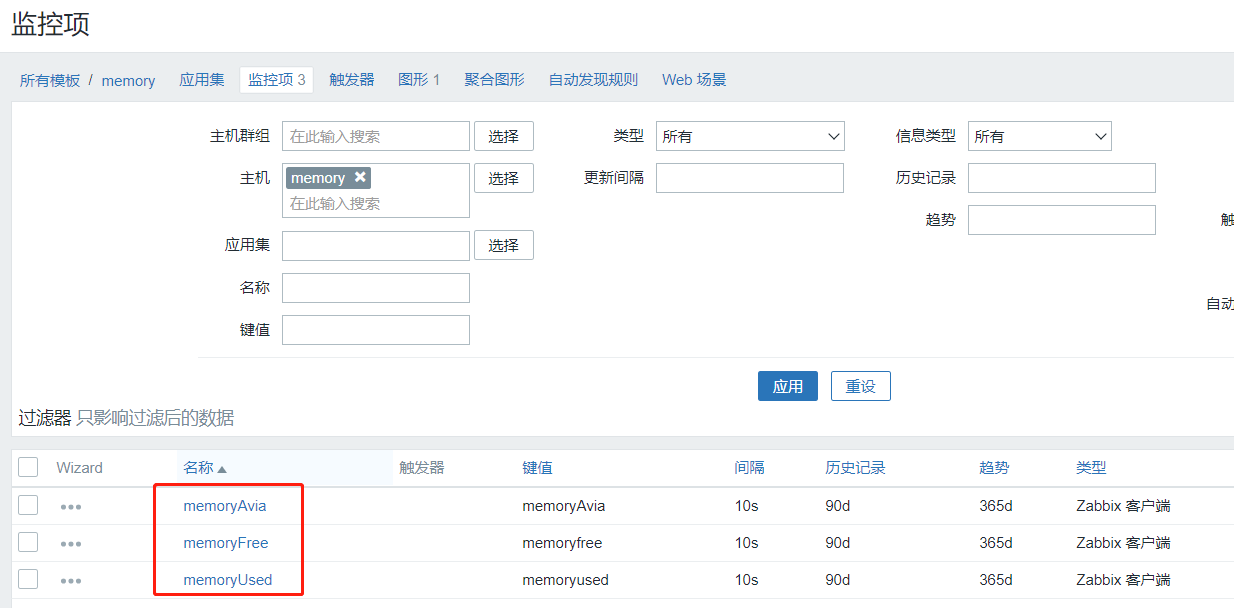 监控项
所有模板 / memory 应用集 监控项 3 触发器 图形 1 聚合图形 自动发现规则 Web 场景
主机群组 在此输入搜索 选择 类型 所有 信息类型 所有
主机 memory 选择 更新间隔 历史记录
在此输入搜索
趋势 触
应用集 选择
名称
自动
键值
应用 重设
过滤器 只影响过滤后的数据
Wizard 名称 触发器 键值 间隔 历史记录 趋势 类型
memoryAvia memoryAvia 10s 90d 365d Zabbix 客户端
memoryFree memoryfree 10s 90d 365d Zabbix 客户端
memoryUsed memoryused 10s 90d 365d Zabbix 客户端